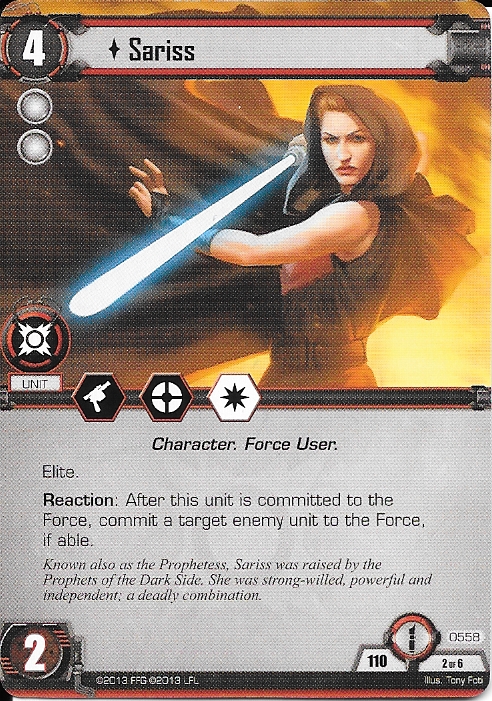 4
Sariss
UNIT
Character. Force User.
Elite.
Reaction: After this unit is committed to the
Force, commit a target enemy unit to the Force,
if able.
Known also as the Prophetess, Sariss was raised by the
Prophets of the Dark Side. She was strong-willed, powerful and
independent; a deadly combination.
2
0558
110
2 OF 6
©2013 FFG ©2013 LFL
Illus. Tony Foti